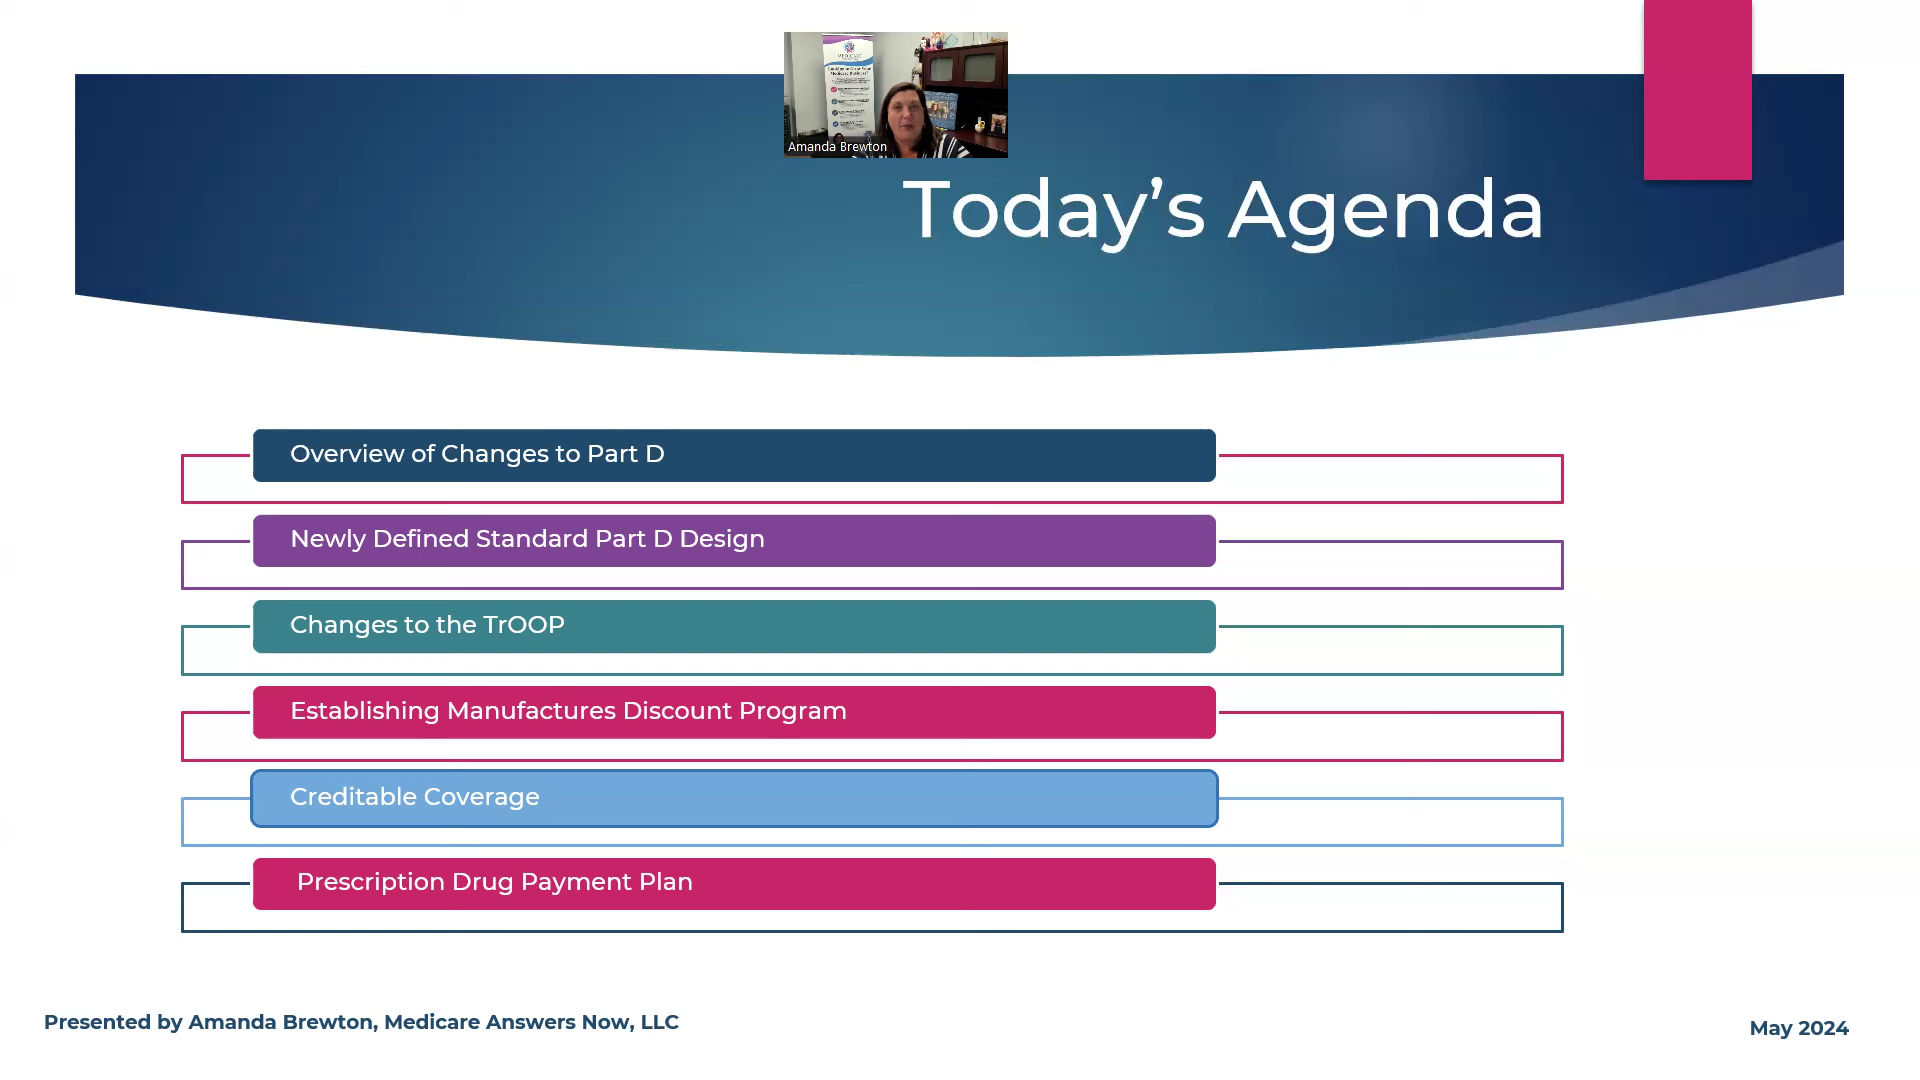 Amanda Brewton
Today’s Agenda
Overview of Changes to Part D
Newly Defined Standard Part D Design
Changes to the TrOOP
Establishing Manufactures Discount Program
Creditable Coverage
Prescription Drug Payment Plan
Presented by Amanda Brewton, Medicare Answers Now, LLC
May 2024